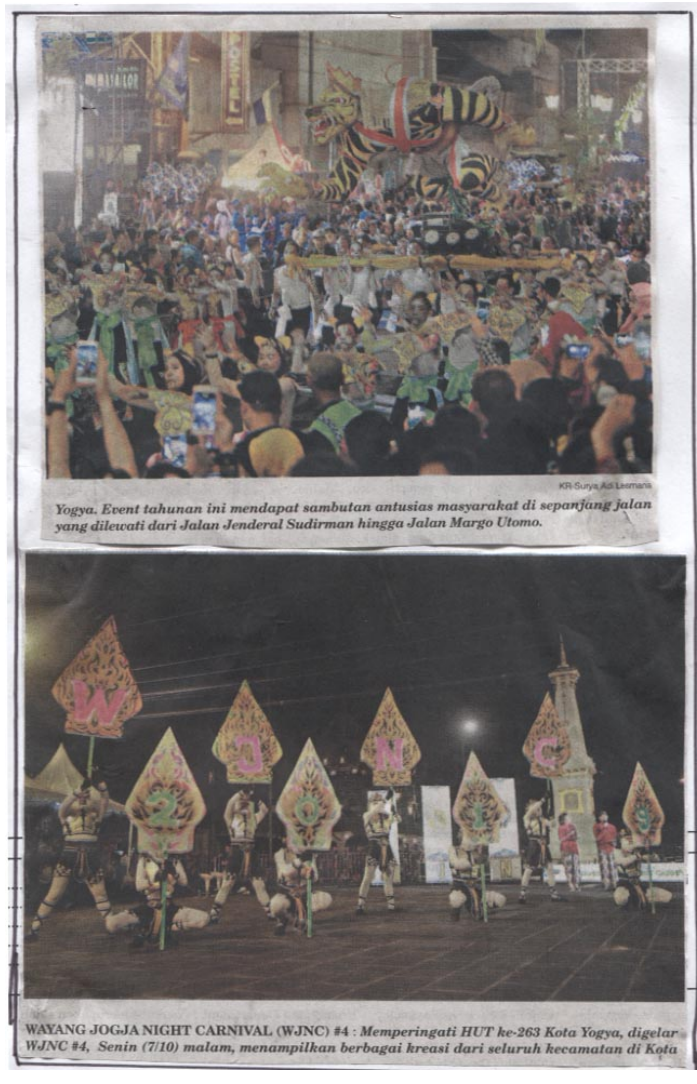 KR-Surya Adi Lesmana
Yogya. Event tahunan ini mendapat sambutan antusias masyarakat di sepanjang jalan
yang dilewati dari Jalan Jenderal Sudirman hingga Jalan Margo Utomo.
W J N C
2 0 1 9
WAYANG JOGJA NIGHT CARNIVAL (WJNC) #4 : Memperingati HUT ke-263 Kota Yogya, digelar
WJNC #4, Senin (7/10) malam, menampilkan berbagai kreasi dari seluruh kecamatan di Kota